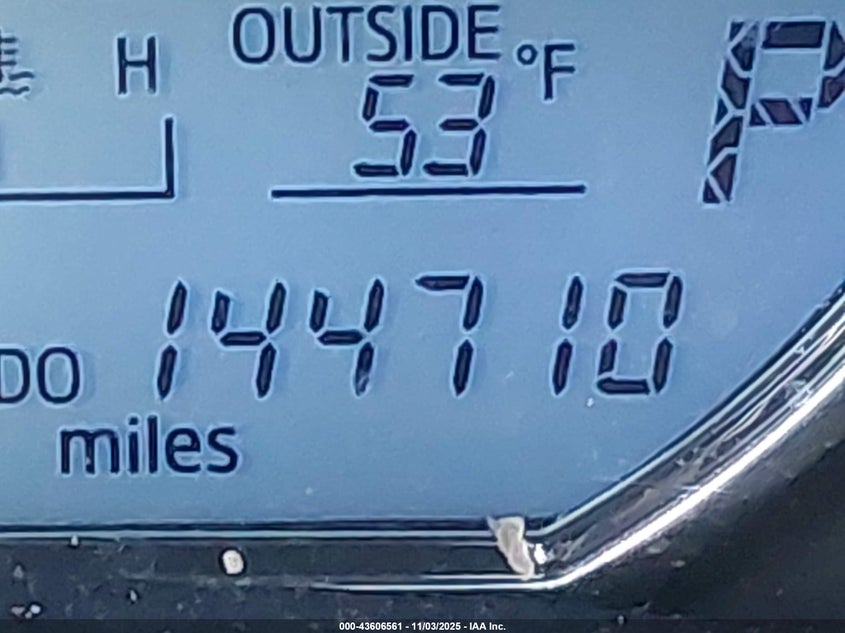 OUTSIDE
H
53 °F
P
144710
DO
miles
000-43606561 - 11/03/2025 - IAA Inc.